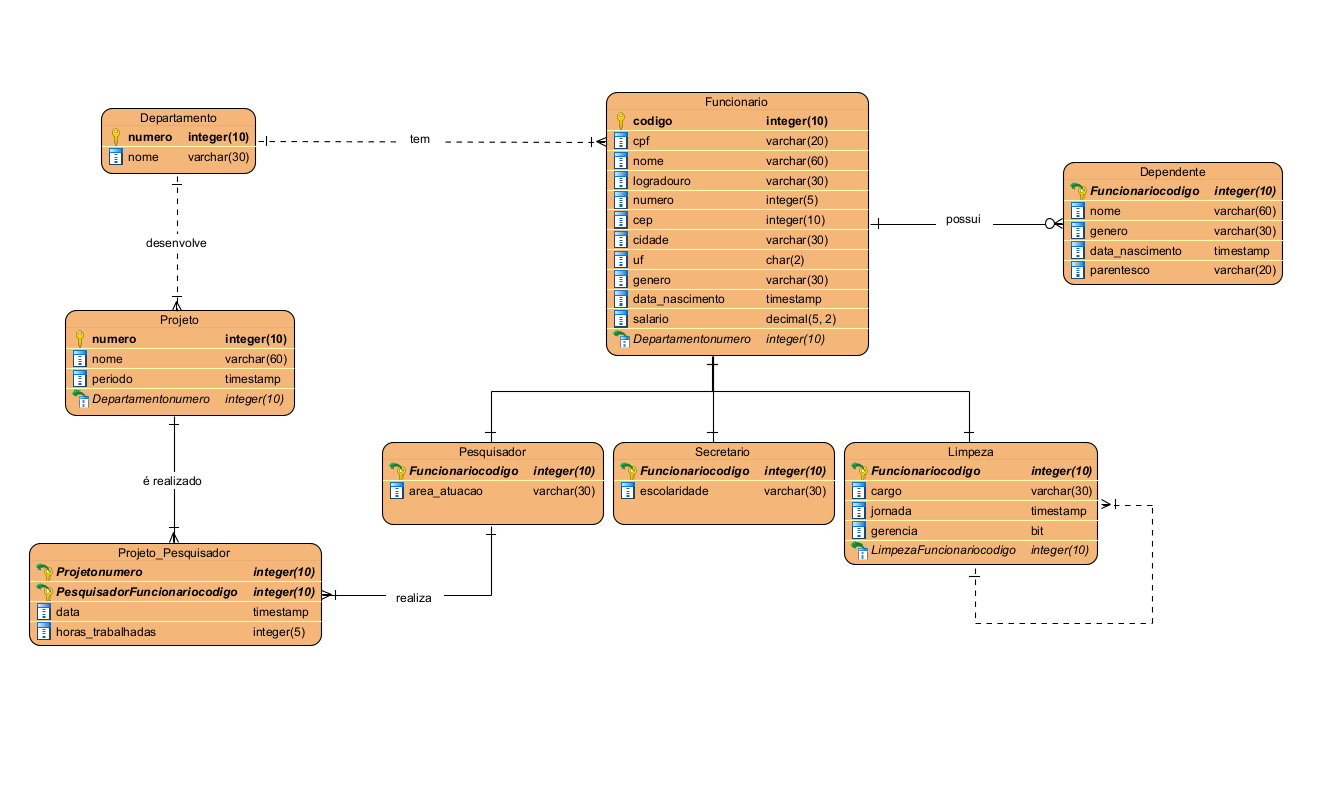 Departamento
numero integer(10)
nome varchar(30)
tem
desenvolve
Funcionario
codigo integer(10)
cpf varchar(20)
nome varchar(60)
logradouro varchar(30)
numero integer(5)
cep integer(10)
cidade varchar(30)
uf char(2)
genero varchar(30)
data_nascimento timestamp
salario decimal(5, 2)
Departamentonumero integer(10)
possui
Dependente
Funcionariocodigo integer(10)
nome varchar(60)
genero varchar(30)
data_nascimento timestamp
parentesco varchar(20)
Projeto
numero integer(10)
nome varchar(60)
periodo timestamp
Departamentonumero integer(10)
é realizado
Pesquisador
Funcionariocodigo integer(10)
area_atuacao varchar(30)
Secretario
Funcionariocodigo integer(10)
escolaridade varchar(30)
Limpeza
Funcionariocodigo integer(10)
cargo varchar(30)
jornada timestamp
gerencia bit
LimpezaFuncionariocodigo integer(10)
Projeto_Pesquisador
Projetonumero integer(10)
PesquisadorFuncionariocodigo integer(10)
data timestamp
horas_trabalhadas integer(5)
realiza